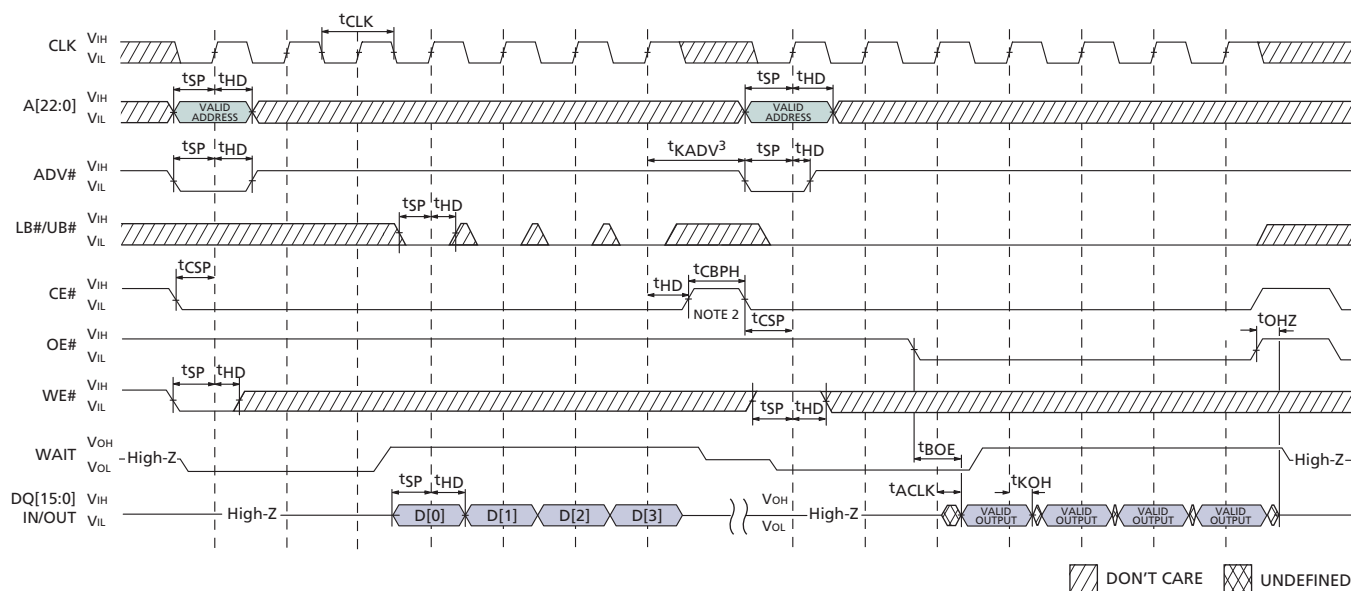 tCLK
CLK VIH
VIL
tSP tHD tSP tHD
A[22:0] VIH
VIL
VALID ADDRESS VALID ADDRESS
tSP tHD tKADV3 tSP tHD
ADV# VIH
VIL
tSP tHD
LB#/UB# VIH
VIL
tCSP tHD tCBPH
CE# VIH
VIL
NOTE 2
tCSP
OE# VIH
VIL
tOHZ
tSP tHD
WE# VIH
VIL
tSP tHD
WAIT VOH
VOL
High-Z High-Z
tBOE
tACLK tKOH
tSP tHD
DQ[15:0] IN/OUT VIH
VIL
High-Z D[0] D[1] D[2] D[3] VOH
VOL
High-Z VALID OUTPUT VALID OUTPUT VALID OUTPUT VALID OUTPUT
DON'T CARE UNDEFINED